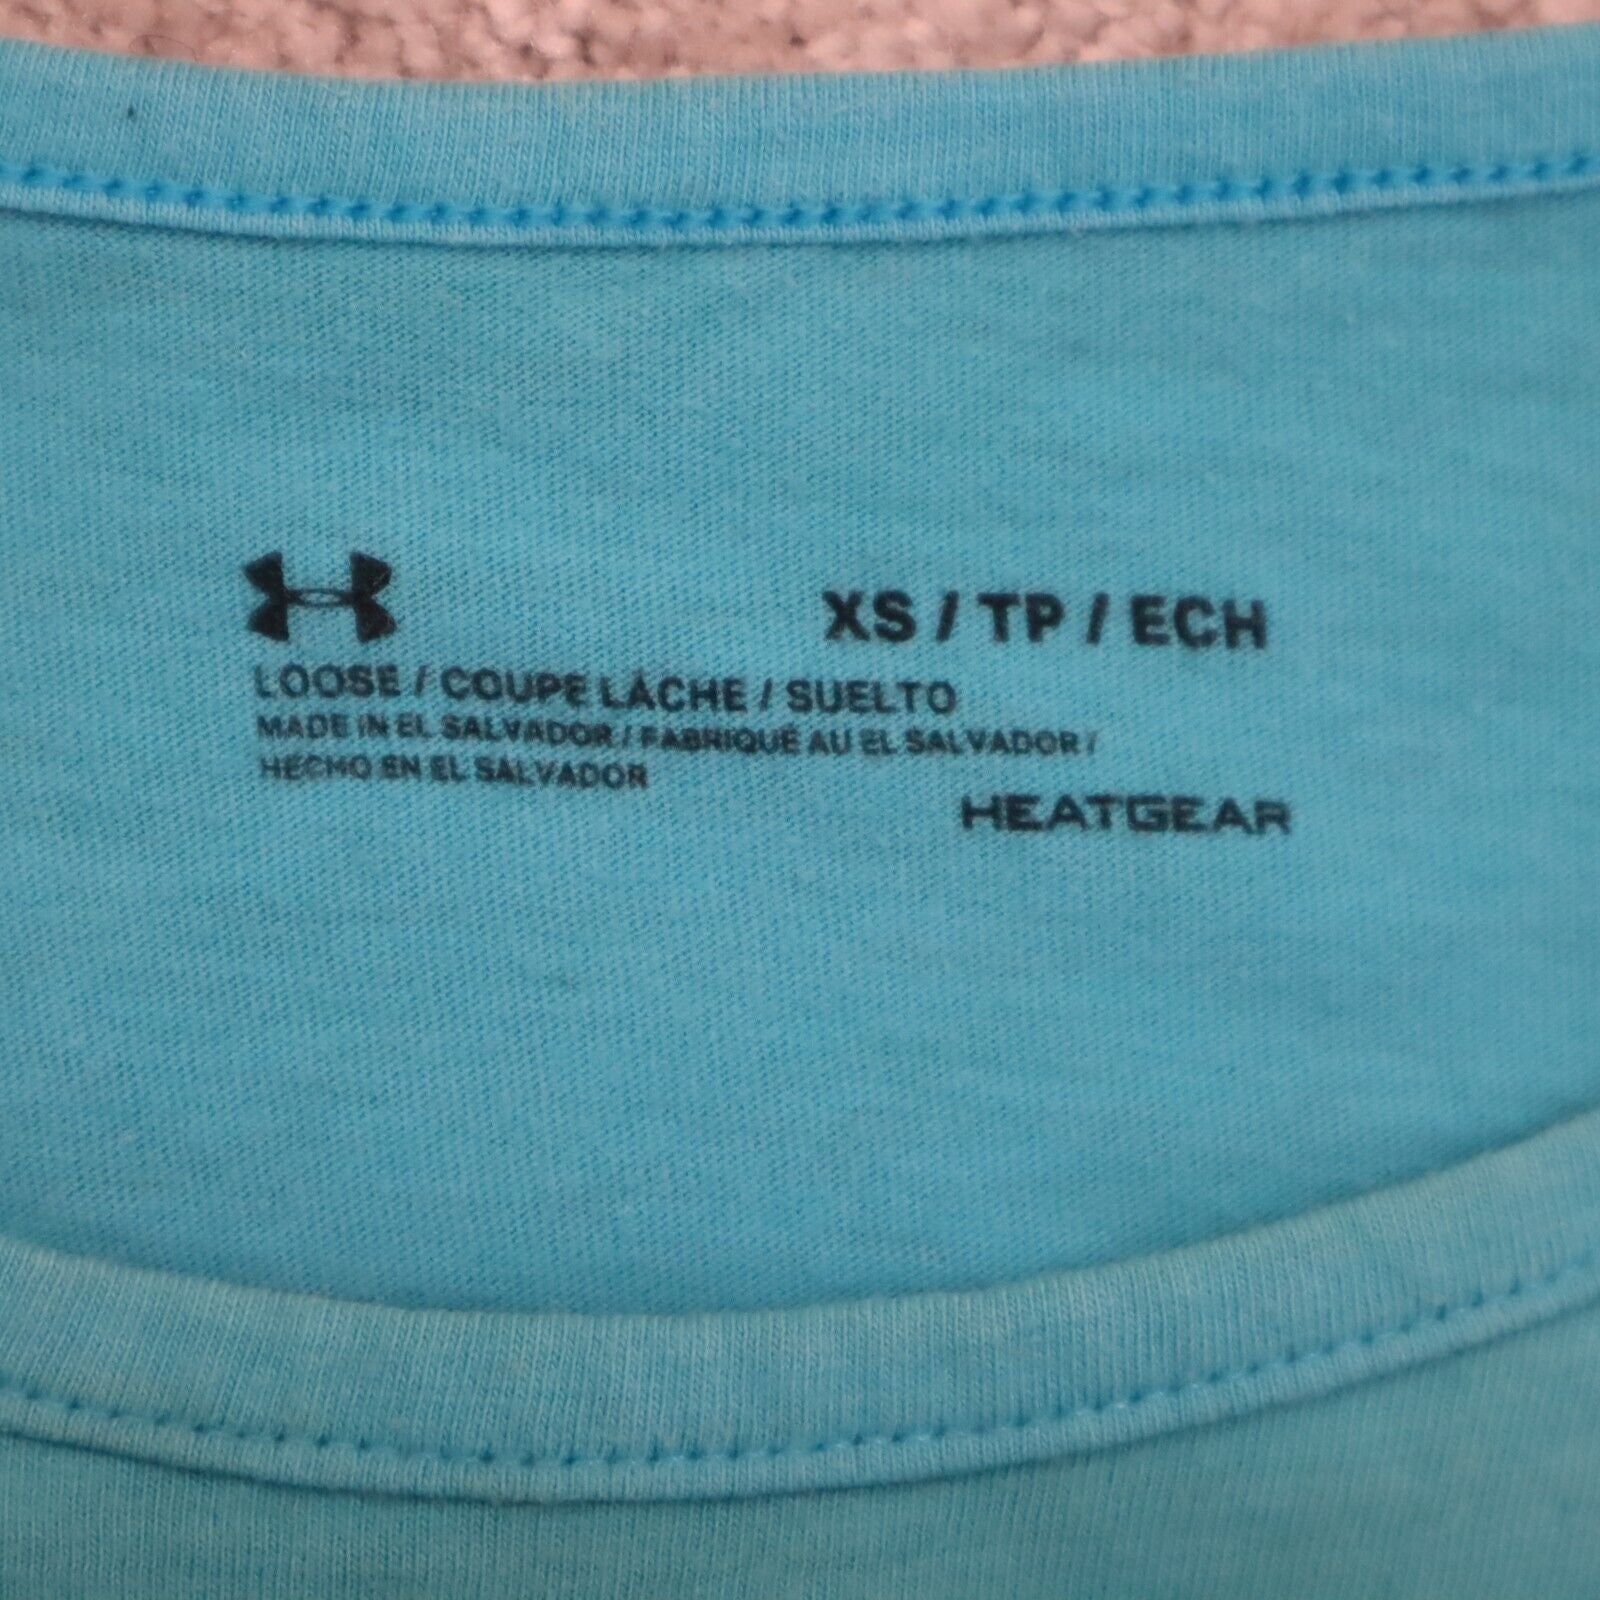 XS / TP / ECH
LOOSE / COUPE LÂCHE / SUELTO
MADE IN EL SALVADOR / FABRIQUÉ AU EL SALVADOR /
HECHO EN EL SALVADOR
HEATGEAR